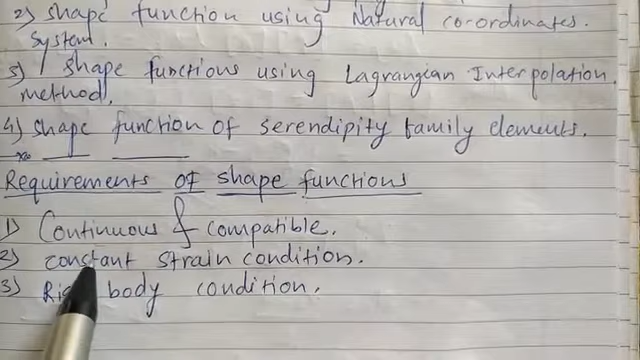 2) shape function using Natural co-ordinates.
System.
3) shape functions using Lagrangian Interpolation.
method.
4) shape function of serendipity family elements.
Requirements of shape functions
1) Continuous & compatible.
2) constant strain condition.
3) body condition.